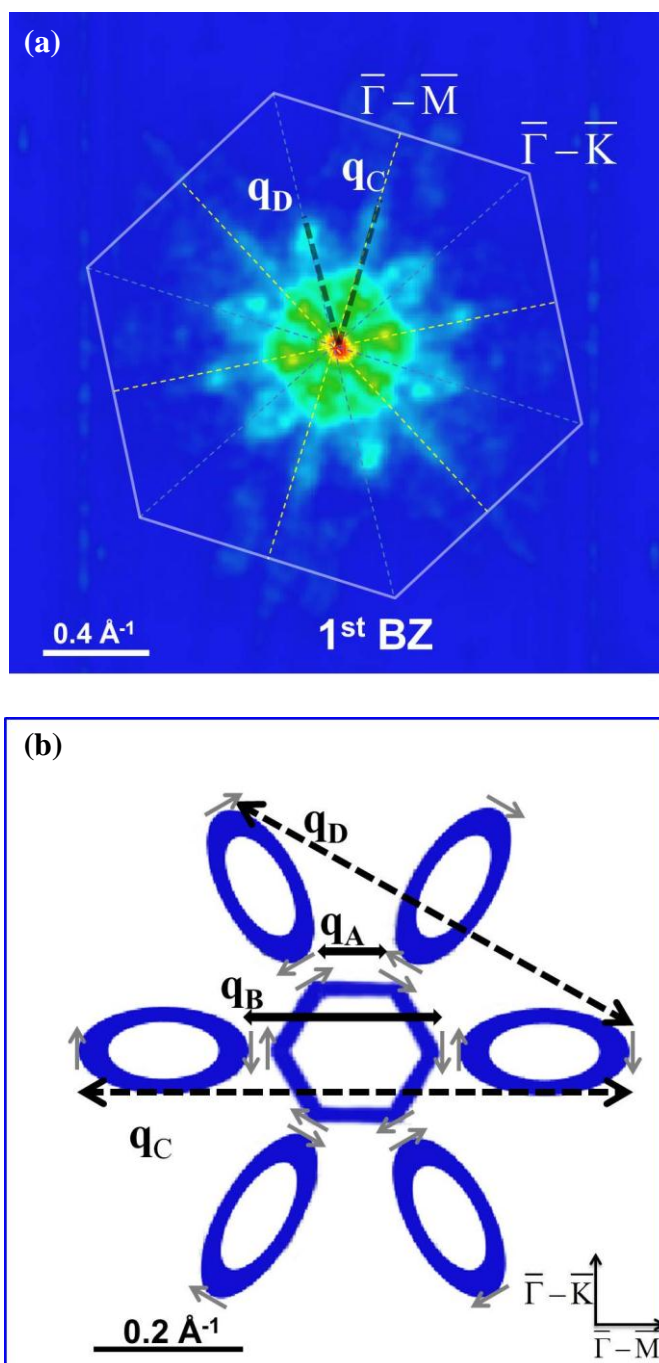 (a)
Γ̅ – M̅
Γ̅ – K̅
q_D
q_C
0.4 Å⁻¹
1ˢᵗ BZ
(b)
q_D
q_A
q_B
q_C
Γ̅ – K̅
Γ̅ – M̅
0.2 Å⁻¹